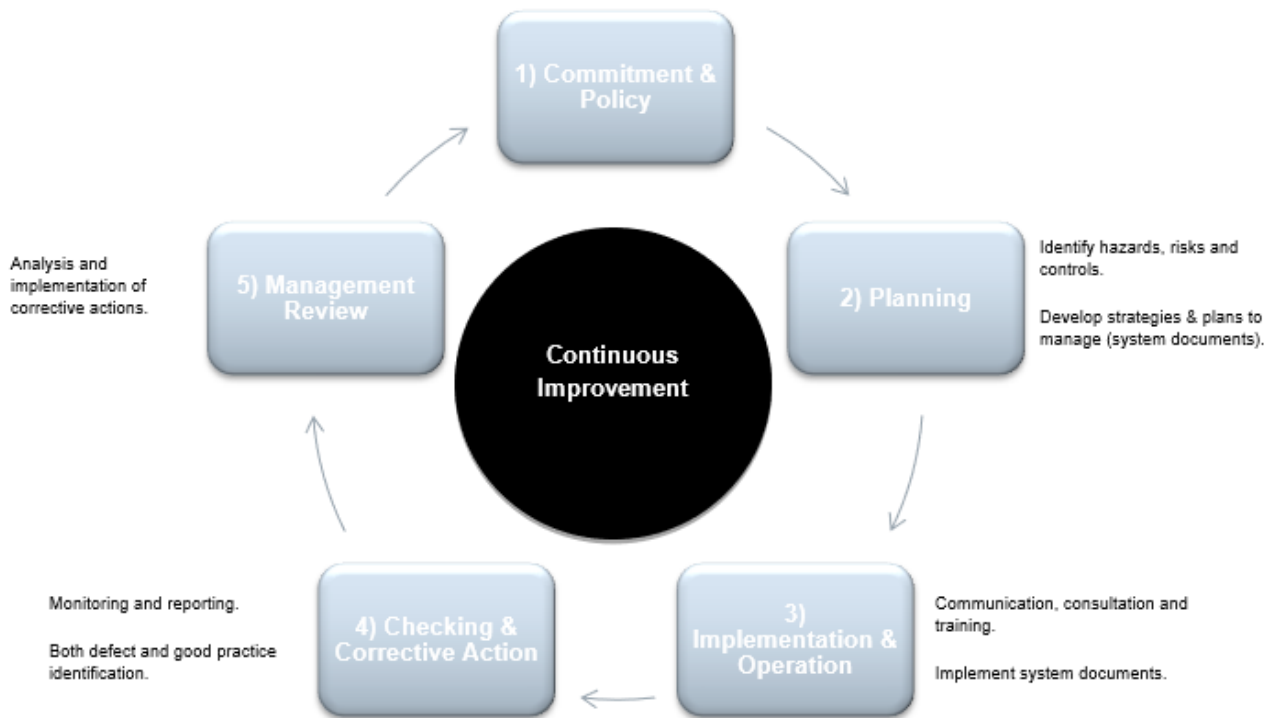 1) Commitment &
Policy
2) Planning
Identify hazards, risks and
controls.
Develop strategies & plans to
manage (system documents).
3)
Implementation &
Operation
Communication, consultation and
training.
Implement system documents.
4) Checking &
Corrective Action
Monitoring and reporting.
Both defect and good practice
identification.
5) Management
Review
Analysis and
implementation of
corrective actions.
Continuous
Improvement